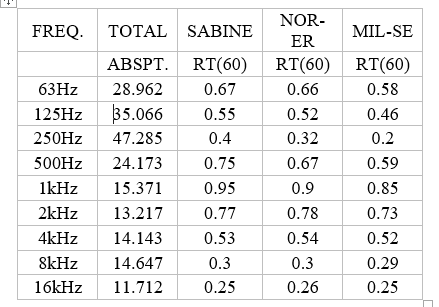 FREQ. TOTAL SABINE NOR-ER MIL-SE
ABSPT. RT(60) RT(60) RT(60)
63Hz 28.962 0.67 0.66 0.58
125Hz 35.066 0.55 0.52 0.46
250Hz 47.285 0.4 0.32 0.2
500Hz 24.173 0.75 0.67 0.59
1kHz 15.371 0.95 0.9 0.85
2kHz 13.217 0.77 0.78 0.73
4kHz 14.143 0.53 0.54 0.52
8kHz 14.647 0.3 0.3 0.29
16kHz 11.712 0.25 0.26 0.25